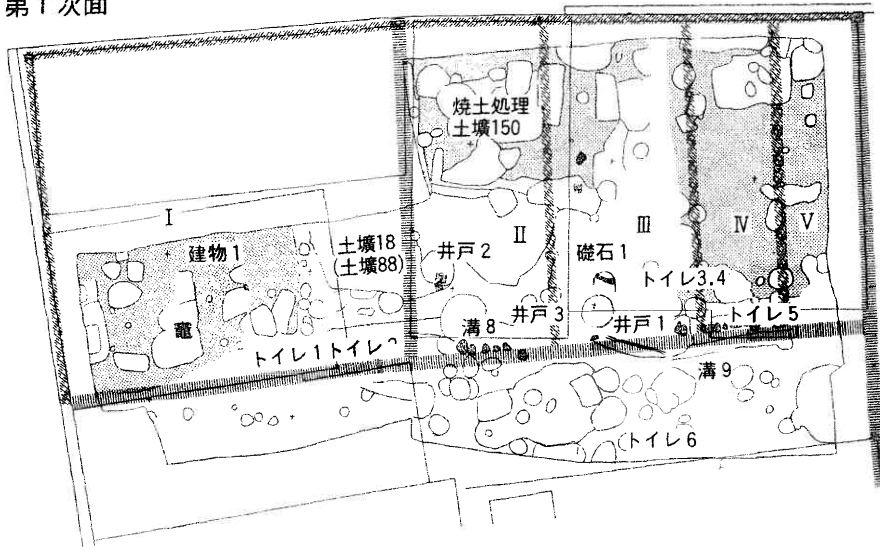 第1次面
焼土処理
土壙150
I
II
III
IV
V
建物1
土壙18
(土壙88)
井戸2
礎石1
トイレ3.4
竈
溝8
井戸3
井戸1
トイレ5
トイレ1
溝9
トイレ6